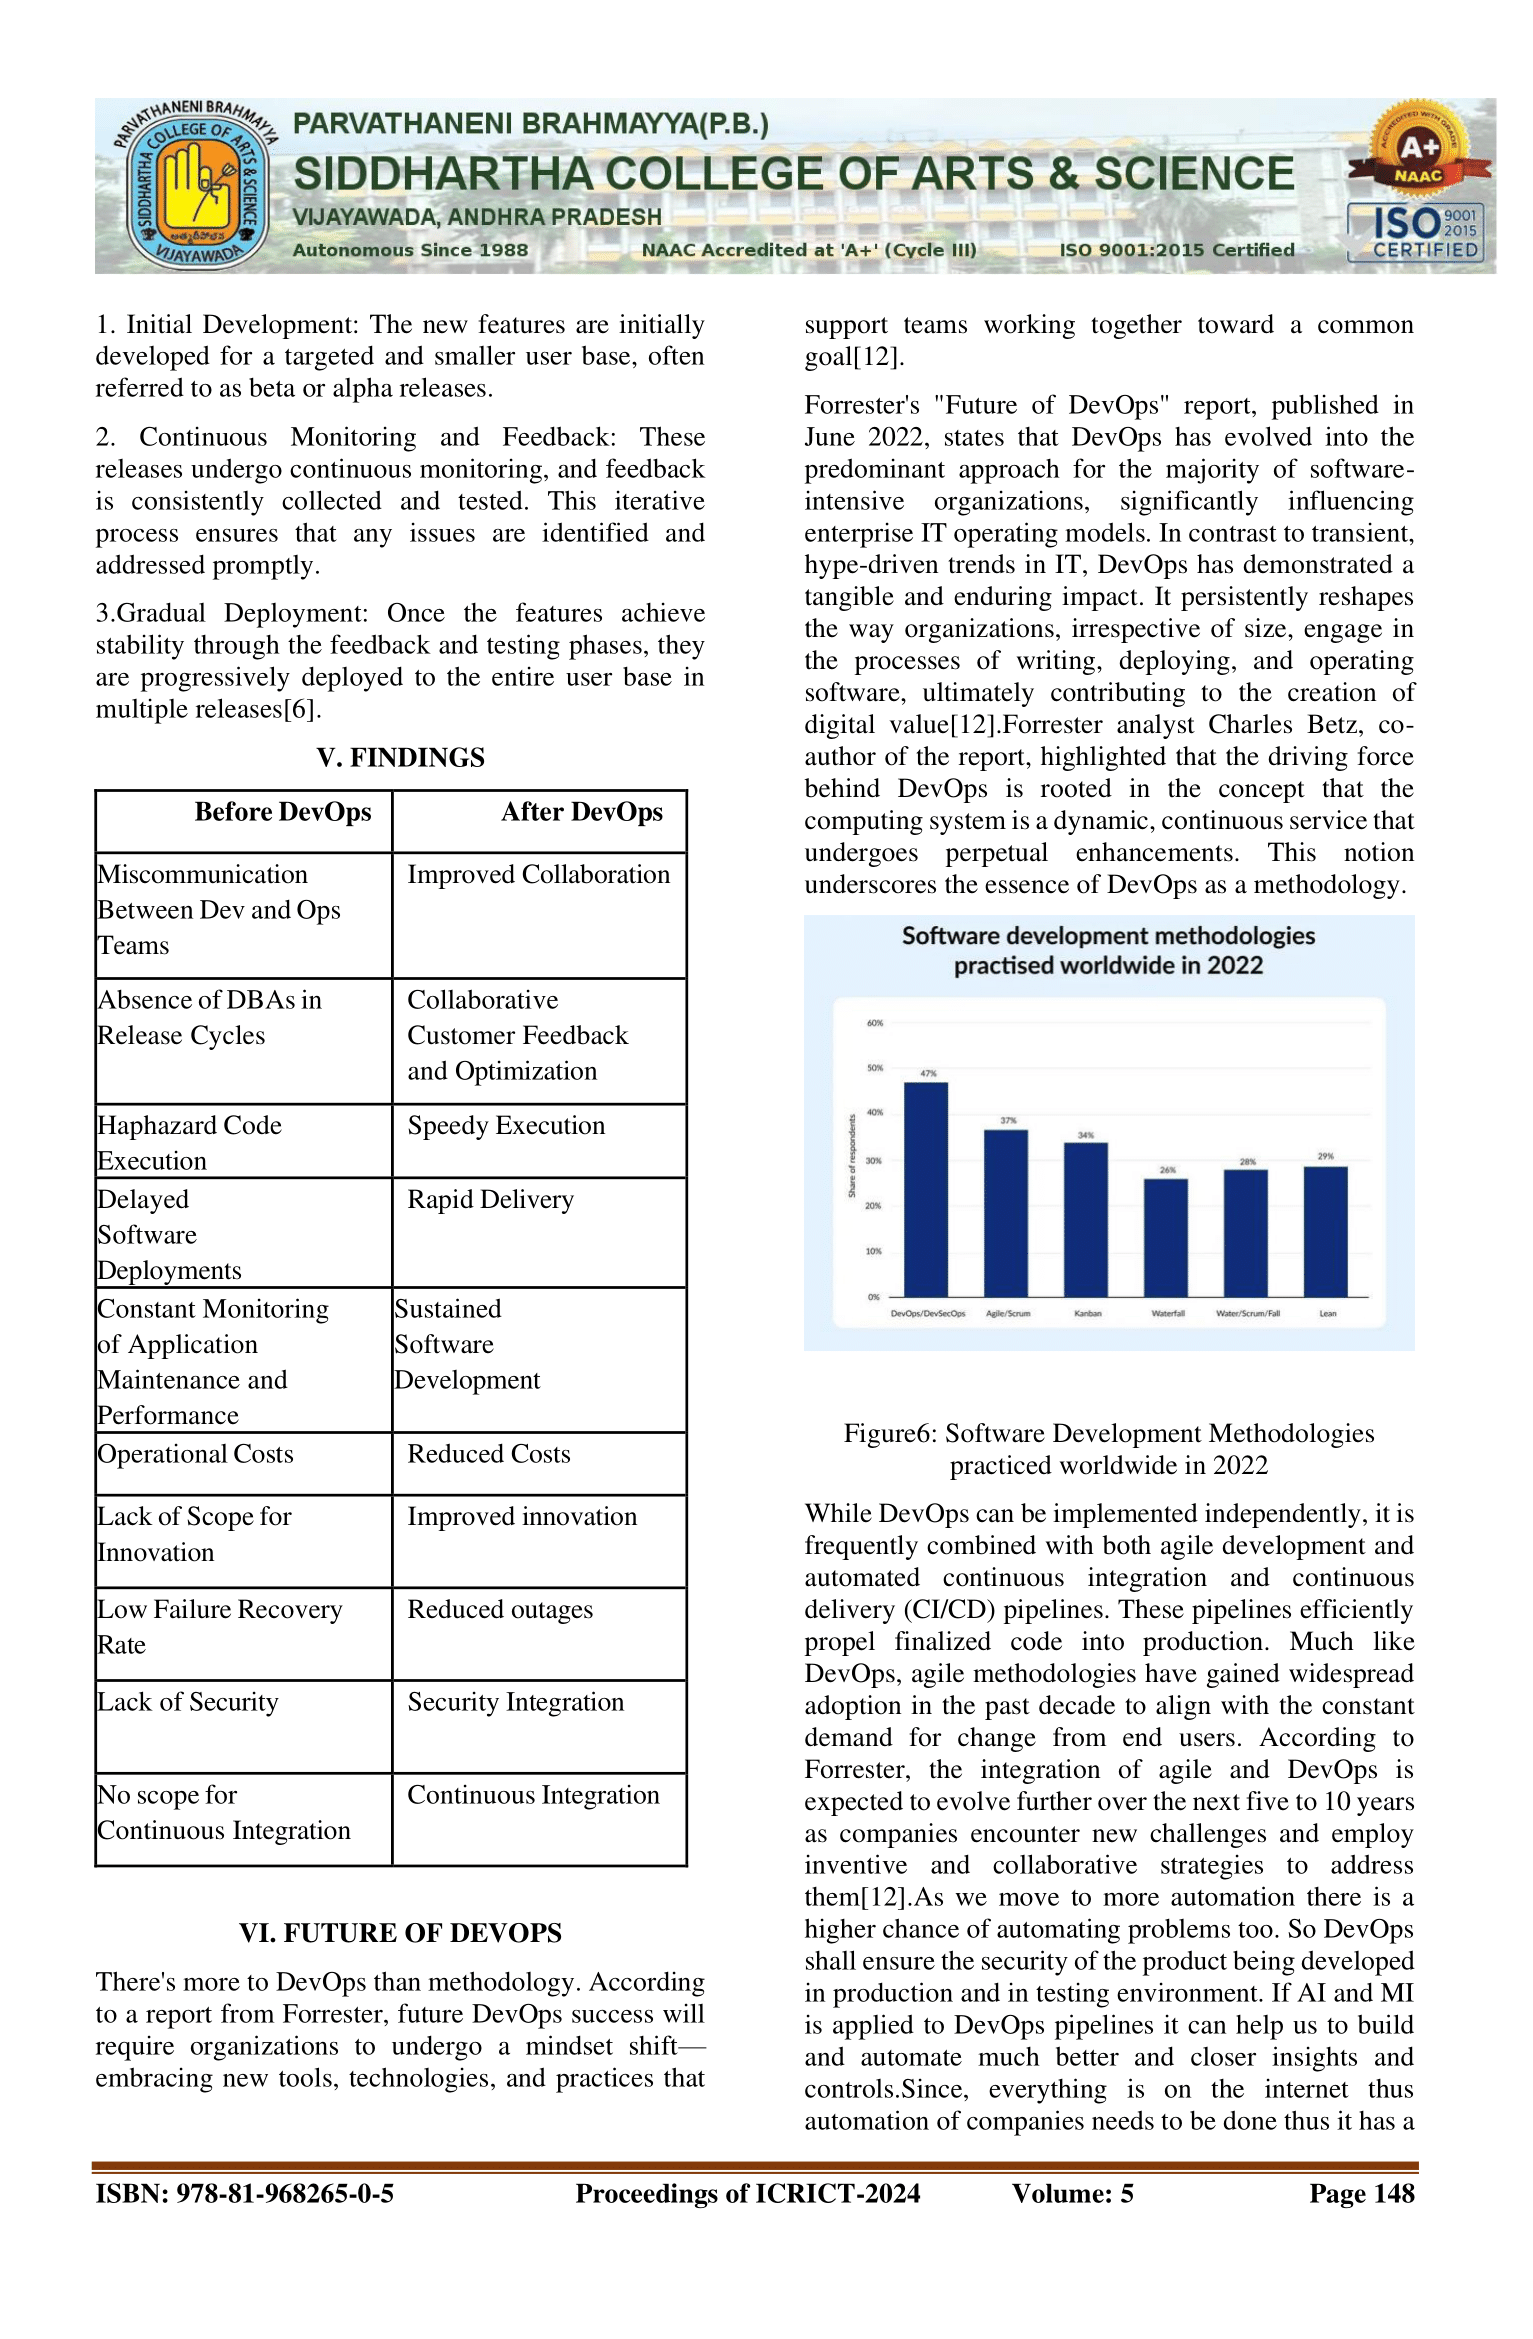 PARVATHANENI BRAHMAYYA
SIDDHARTHA COLLEGE OF ARTS & SCIENCE
VIJAYAWADA
PARVATHANENI BRAHMAYYA(P.B.)
SIDDHARTHA COLLEGE OF ARTS & SCIENCE
VIJAYAWADA, ANDHRA PRADESH
Autonomous Since 1988 NAAC Accredited at 'A+' (Cycle III) ISO 9001:2015 Certified
ACCREDITED WITH GRADE
A+
NAAC
ISO 9001 2015
CERTIFIED
1. Initial Development: The new features are initially
developed for a targeted and smaller user base, often
referred to as beta or alpha releases.
2. Continuous Monitoring and Feedback: These
releases undergo continuous monitoring, and feedback
is consistently collected and tested. This iterative
process ensures that any issues are identified and
addressed promptly.
3.Gradual Deployment: Once the features achieve
stability through the feedback and testing phases, they
are progressively deployed to the entire user base in
multiple releases[6].
V. FINDINGS
Before DevOps After DevOps
Miscommunication Improved Collaboration
Between Dev and Ops
Teams
Absence of DBAs in Collaborative
Release Cycles Customer Feedback
and Optimization
Haphazard Code Speedy Execution
Execution
Delayed Rapid Delivery
Software
Deployments
Constant Monitoring Sustained
of Application Software
Maintenance and Development
Performance
Operational Costs Reduced Costs
Lack of Scope for Improved innovation
Innovation
Low Failure Recovery Reduced outages
Rate
Lack of Security Security Integration
No scope for Continuous Integration
Continuous Integration
VI. FUTURE OF DEVOPS
There's more to DevOps than methodology. According
to a report from Forrester, future DevOps success will
require organizations to undergo a mindset shift—
embracing new tools, technologies, and practices that
support teams working together toward a common
goal[12].
Forrester's "Future of DevOps" report, published in
June 2022, states that DevOps has evolved into the
predominant approach for the majority of software-
intensive organizations, significantly influencing
enterprise IT operating models. In contrast to transient,
hype-driven trends in IT, DevOps has demonstrated a
tangible and enduring impact. It persistently reshapes
the way organizations, irrespective of size, engage in
the processes of writing, deploying, and operating
software, ultimately contributing to the creation of
digital value[12].Forrester analyst Charles Betz, co-
author of the report, highlighted that the driving force
behind DevOps is rooted in the concept that the
computing system is a dynamic, continuous service that
undergoes perpetual enhancements. This notion
underscores the essence of DevOps as a methodology.
Software development methodologies
practised worldwide in 2022
Share of respondents
60%
50%
40%
30%
20%
10%
0%
47%
37%
34%
26%
28%
29%
DevOps/DevSecOps Agile/Scrum Kanban Waterfall Water/Scrum/Fall Lean
Figure6: Software Development Methodologies
practiced worldwide in 2022
While DevOps can be implemented independently, it is
frequently combined with both agile development and
automated continuous integration and continuous
delivery (CI/CD) pipelines. These pipelines efficiently
propel finalized code into production. Much like
DevOps, agile methodologies have gained widespread
adoption in the past decade to align with the constant
demand for change from end users. According to
Forrester, the integration of agile and DevOps is
expected to evolve further over the next five to 10 years
as companies encounter new challenges and employ
inventive and collaborative strategies to address
them[12].As we move to more automation there is a
higher chance of automating problems too. So DevOps
shall ensure the security of the product being developed
in production and in testing environment. If AI and MI
is applied to DevOps pipelines it can help us to build
and automate much better and closer insights and
controls.Since, everything is on the internet thus
automation of companies needs to be done thus it has a
ISBN: 978-81-968265-0-5 Proceedings of ICRICT-2024 Volume: 5 Page 148